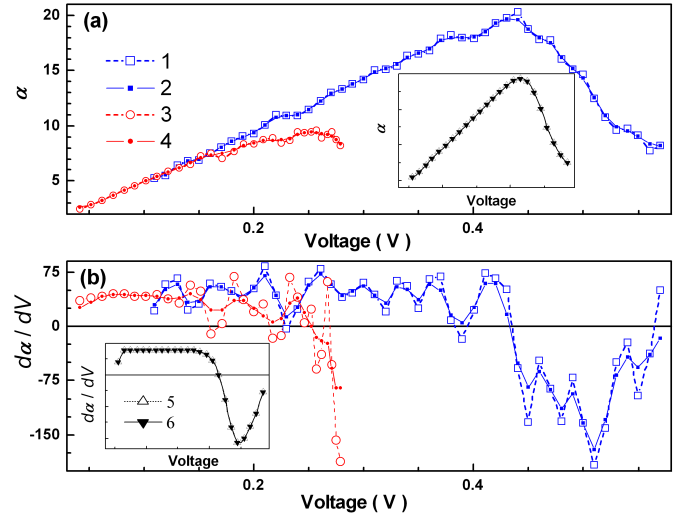 (a)
20
15
10
5
α
1
2
3
4
α
Voltage
0.2
0.4
Voltage ( V )
(b)
75
0
-75
-150
dα / dV
dα / dV
5
6
Voltage
0.2
0.4
Voltage ( V )